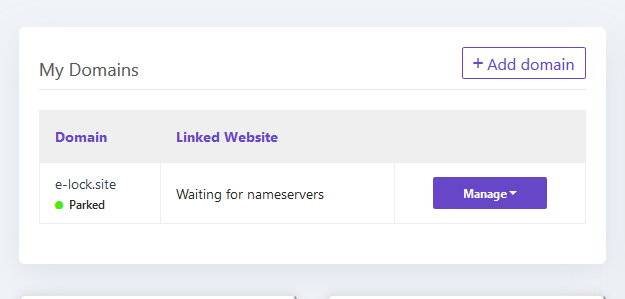 My Domains
+ Add domain
Domain
Linked Website
e-lock.site
Parked
Waiting for nameservers
Manage